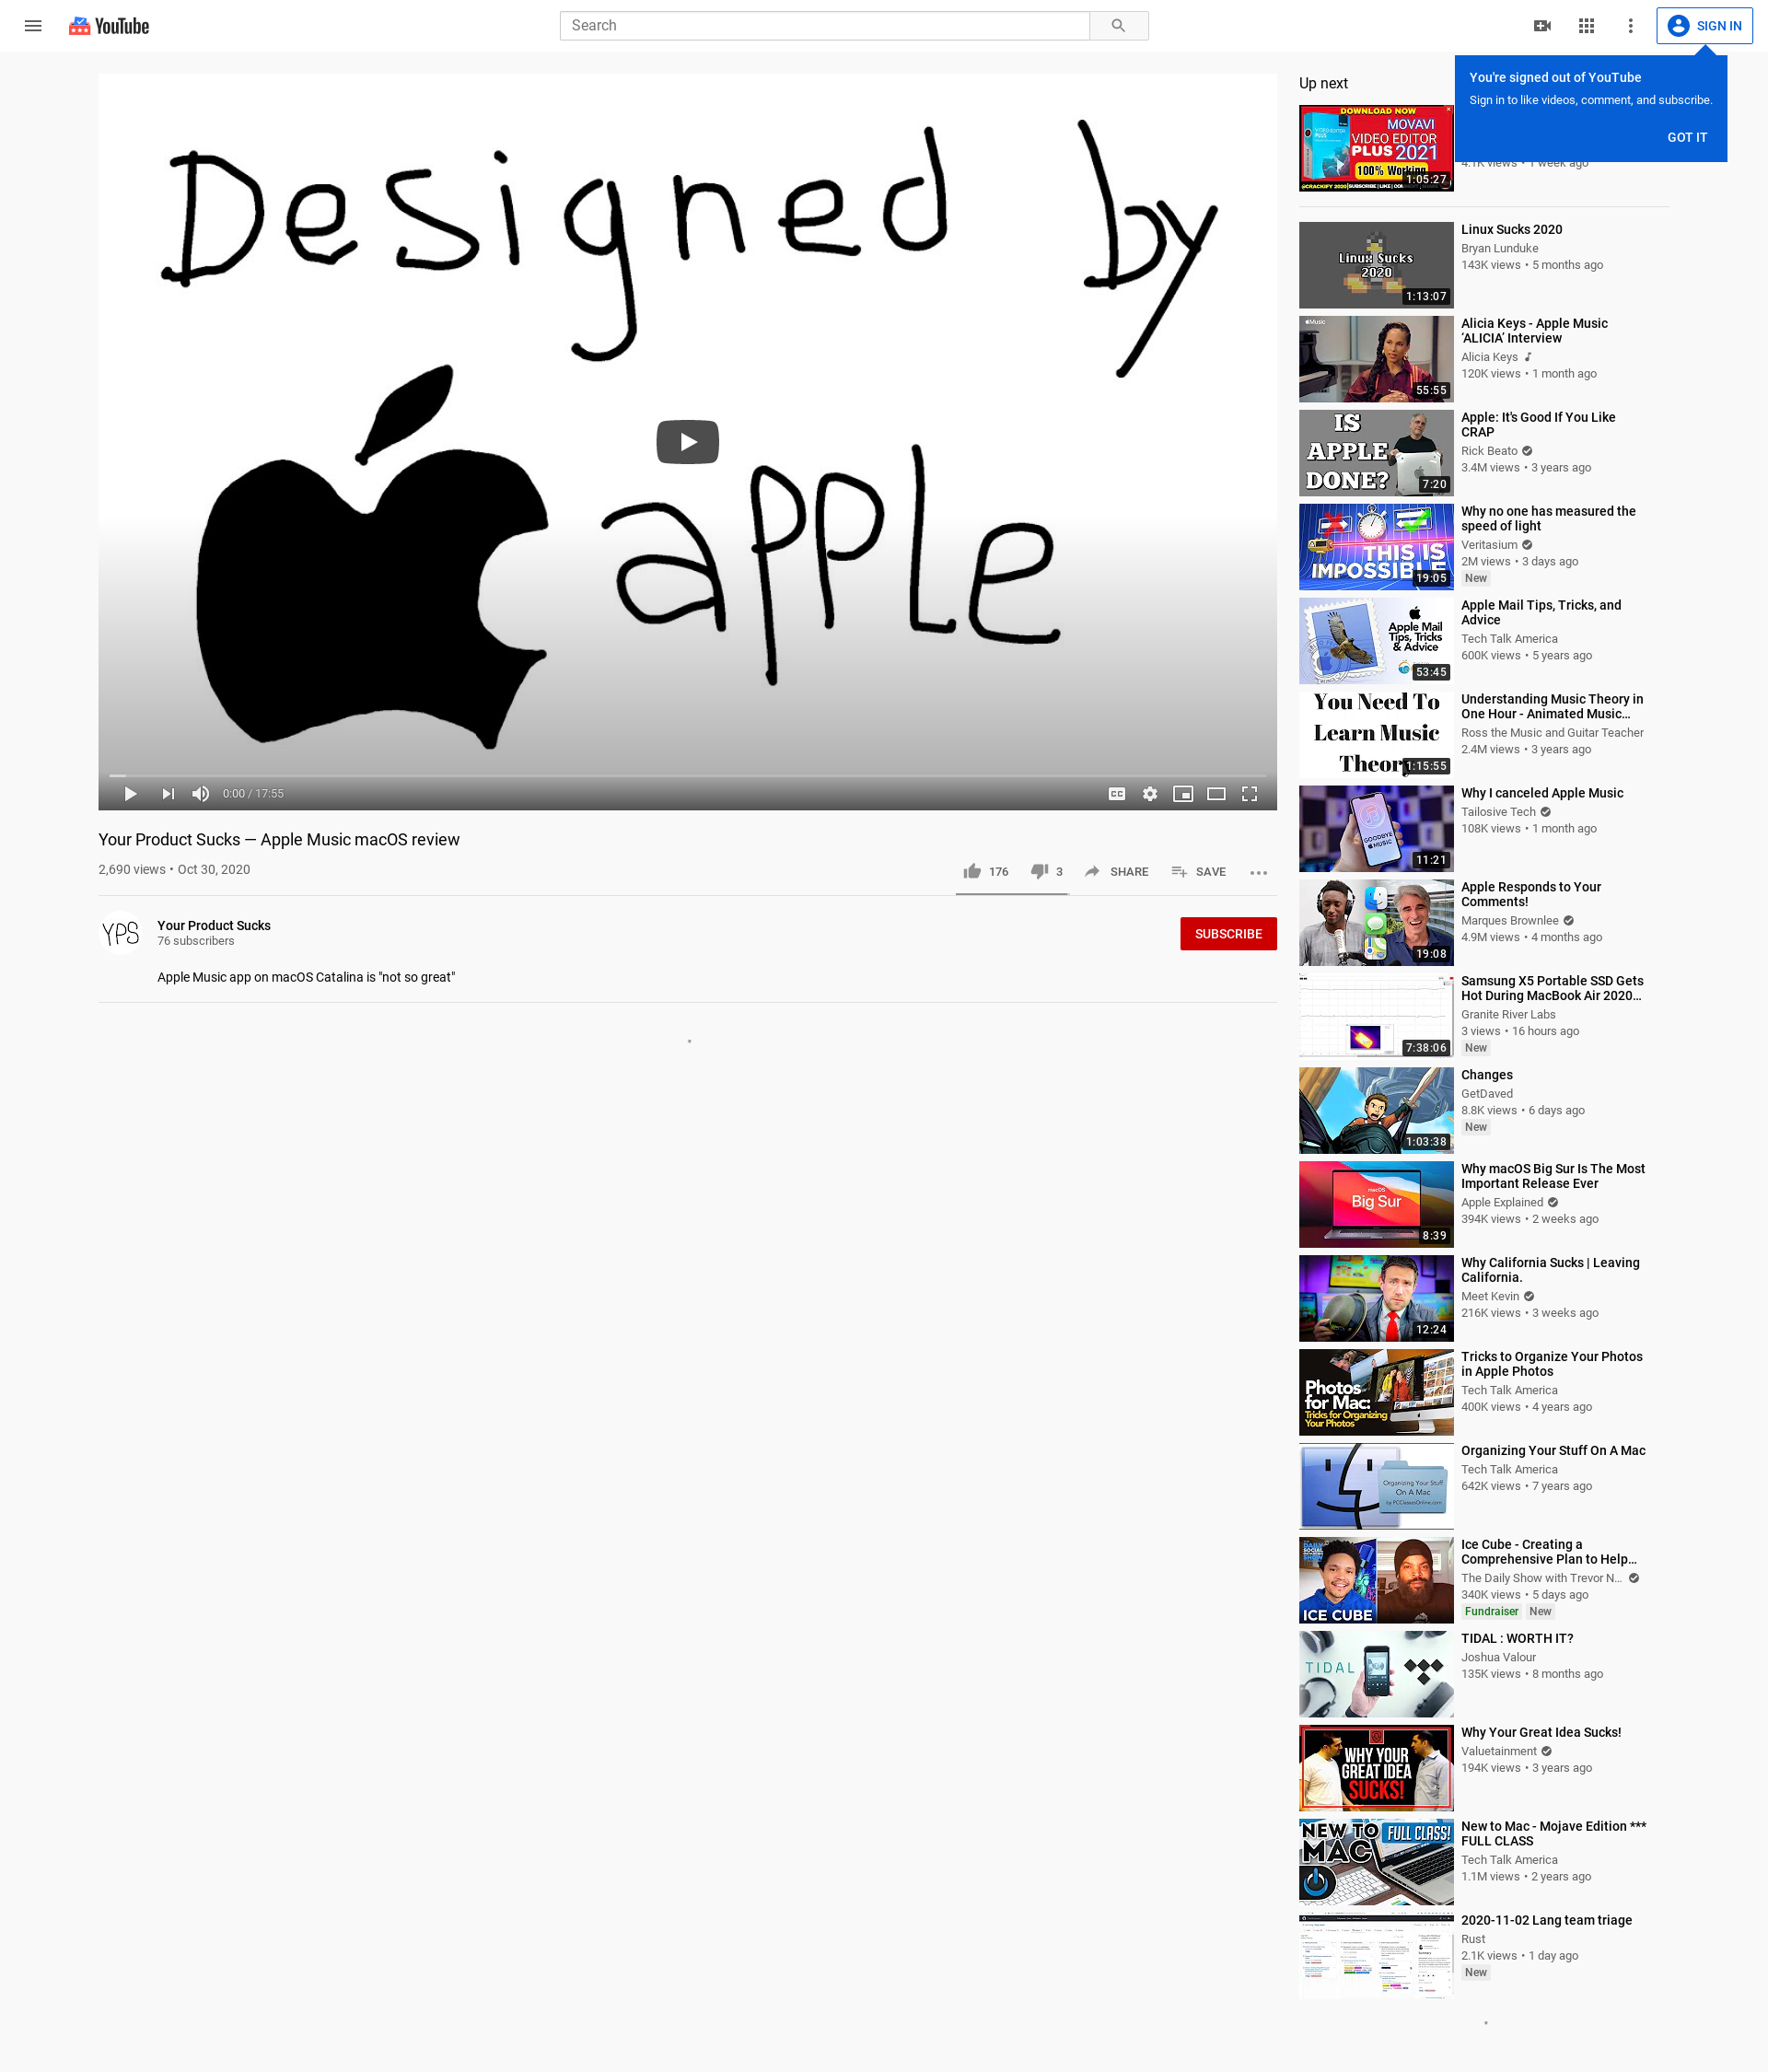 YouTube
Search
SIGN IN
You're signed out of YouTube
Sign in to like videos, comment, and subscribe.
GOT IT
Designed by
apple
0:00 / 17:55
Your Product Sucks — Apple Music macOS review
2,690 views • Oct 30, 2020
176
3
SHARE
SAVE
YPS
Your Product Sucks
76 subscribers
SUBSCRIBE
Apple Music app on macOS Catalina is "not so great"
Up next
DOWNLOAD NOW
MOVAVI
VIDEO EDITOR
PLUS 2021
100% Working
1:05:27
4.1K views • 1 week ago
Linux Sucks
2020
1:13:07
Linux Sucks 2020
Bryan Lunduke
143K views • 5 months ago
Music
55:55
Alicia Keys - Apple Music
‘ALICIA’ Interview
Alicia Keys
120K views • 1 month ago
IS
APPLE
DONE?
7:20
Apple: It's Good If You Like
CRAP
Rick Beato
3.4M views • 3 years ago
THIS IS
IMPOSSIBLE
19:05
Why no one has measured the
speed of light
Veritasium
2M views • 3 days ago
New
Apple Mail
Tips, Tricks
& Advice
53:45
Apple Mail Tips, Tricks, and
Advice
Tech Talk America
600K views • 5 years ago
You Need To
Learn Music
Theory
1:15:55
Understanding Music Theory in
One Hour - Animated Music…
Ross the Music and Guitar Teacher
2.4M views • 3 years ago
GOODBYE
MUSIC
11:21
Why I canceled Apple Music
Tailosive Tech
108K views • 1 month ago
19:08
Apple Responds to Your
Comments!
Marques Brownlee
4.9M views • 4 months ago
7:38:06
Samsung X5 Portable SSD Gets
Hot During MacBook Air 2020…
Granite River Labs
3 views • 16 hours ago
New
1:03:38
Changes
GetDaved
8.8K views • 6 days ago
New
macOS
Big Sur
8:39
Why macOS Big Sur Is The Most
Important Release Ever
Apple Explained
394K views • 2 weeks ago
12:24
Why California Sucks | Leaving
California.
Meet Kevin
216K views • 3 weeks ago
Photos
for Mac:
Tricks for Organizing
Your Photos
Tricks to Organize Your Photos
in Apple Photos
Tech Talk America
400K views • 4 years ago
Organizing Your Stuff
On A Mac
by PCClassesOnline.com
Organizing Your Stuff On A Mac
Tech Talk America
642K views • 7 years ago
ICE CUBE
Ice Cube - Creating a
Comprehensive Plan to Help…
The Daily Show with Trevor N…
340K views • 5 days ago
Fundraiser New
TIDAL
TIDAL : WORTH IT?
Joshua Valour
135K views • 8 months ago
WHY YOUR
GREAT IDEA
SUCKS!
Why Your Great Idea Sucks!
Valuetainment
194K views • 3 years ago
NEW TO
MAC
FULL CLASS!
New to Mac - Mojave Edition ***
FULL CLASS
Tech Talk America
1.1M views • 2 years ago
2020-11-02 Lang team triage
Rust
2.1K views • 1 day ago
New